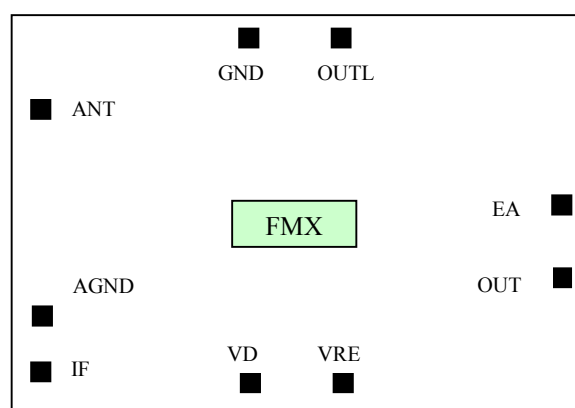 GND OUTL
ANT
EA
FMX
AGND OUT
VD VRE
IF